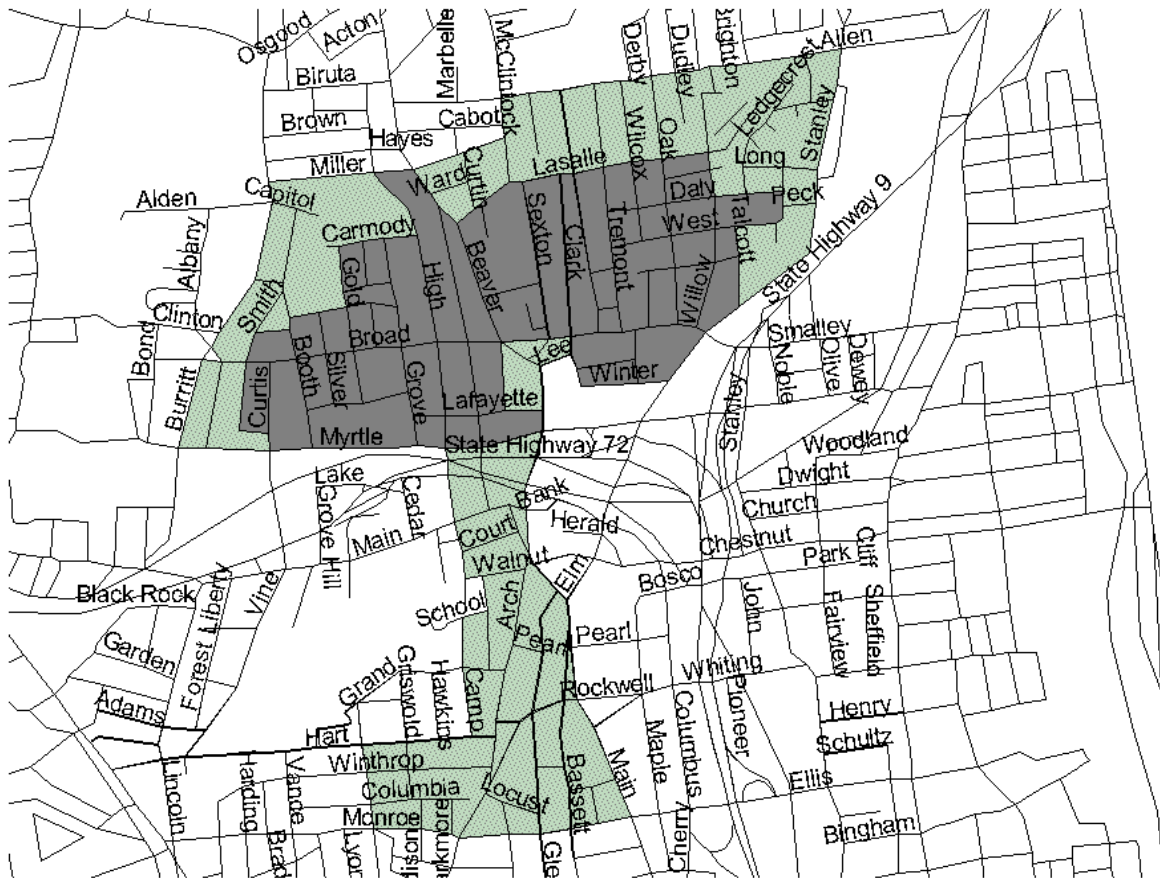 Osgood
Acton
Marbelle
McClintock
Derby
Dudley
Brighton
Allen
Biruta
Ledgecrest
Brown
Cabot
Hayes
Wilcox
Oak
Stanley
Miller
Curtin
Lasalle
Long
Ward
Capitol
Alden
Daly
Peck
Albany
Carmody
Sexton
Tremont
West
Talcott
State Highway 9
Gold
High
Beaver
Clark
Willow
Smith
Clinton
Bond
Broad
Smalley
Booth
Silver
Lee
Noble
Olive
Dewey
Burritt
Curtis
Grove
Winter
Lafayette
Stanley
Myrtle
State Highway 72
Woodland
Lake
Dwight
Grove Hill
Cedar
Bank
Church
Main
Court
Herald
Chestnut
Park
Cliff
Walnut
Elm
Bosco
Black Rock
Forest
Liberty
Vine
School
Arch
John
Fairview
Sheffield
Garden
Pearl
Pearl
Whiting
Grand
Griswold
Hawkins
Camp
Rockwell
Pioneer
Adams
Henry
Hart
Maple
Columbus
Schultz
Winthrop
Main
Lincoln
Harding
Vance
Columbia
Locust
Bassett
Ellis
Monroe
Bingham
Brad
Lyon
dison
arkmore
Gle
Cherry